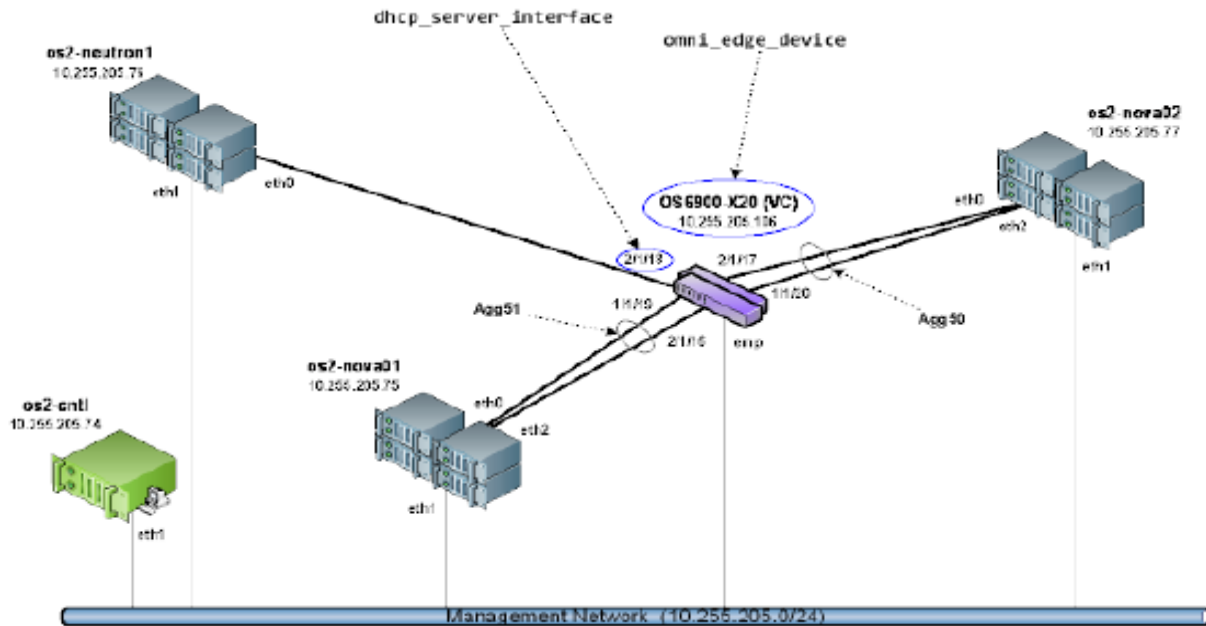 dhcp_server_interface
omni_edge_device
os2-neutron1
10.255.205.76
os2-nova02
10.255.205.77
eth1
eth0
OS6900-X20 (VC)
10.255.205.106
eth0
eth2
eth1
2/1/18
2/1/17
1/1/20
Agg50
1/1/19
Agg51
2/1/16
emp
os2-nova01
10.255.205.75
eth0
eth2
eth1
os2-cntl
10.255.205.74
eth1
Management Network (10.255.205.0/24)